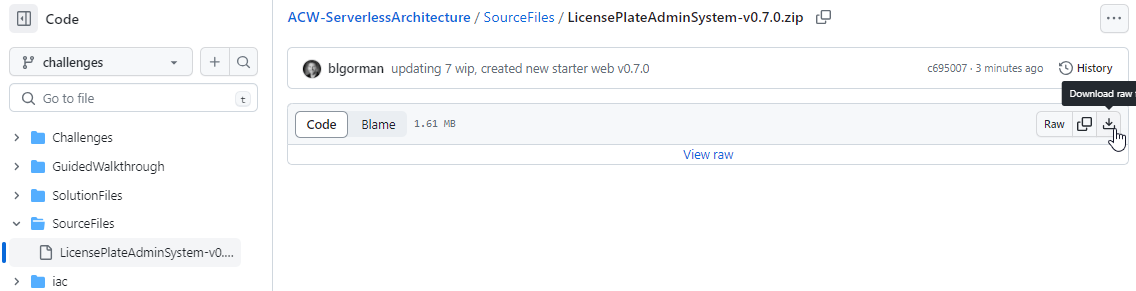 Code
challenges
Go to file
t
Challenges
GuidedWalkthrough
SolutionFiles
SourceFiles
LicensePlateAdminSystem-v0....
iac
ACW-ServerlessArchitecture / SourceFiles / LicensePlateAdminSystem-v0.7.0.zip
blgorman updating 7 wip, created new starter web v0.7.0 c695007 · 3 minutes ago History
Download raw
Code Blame 1.61 MB Raw
View raw